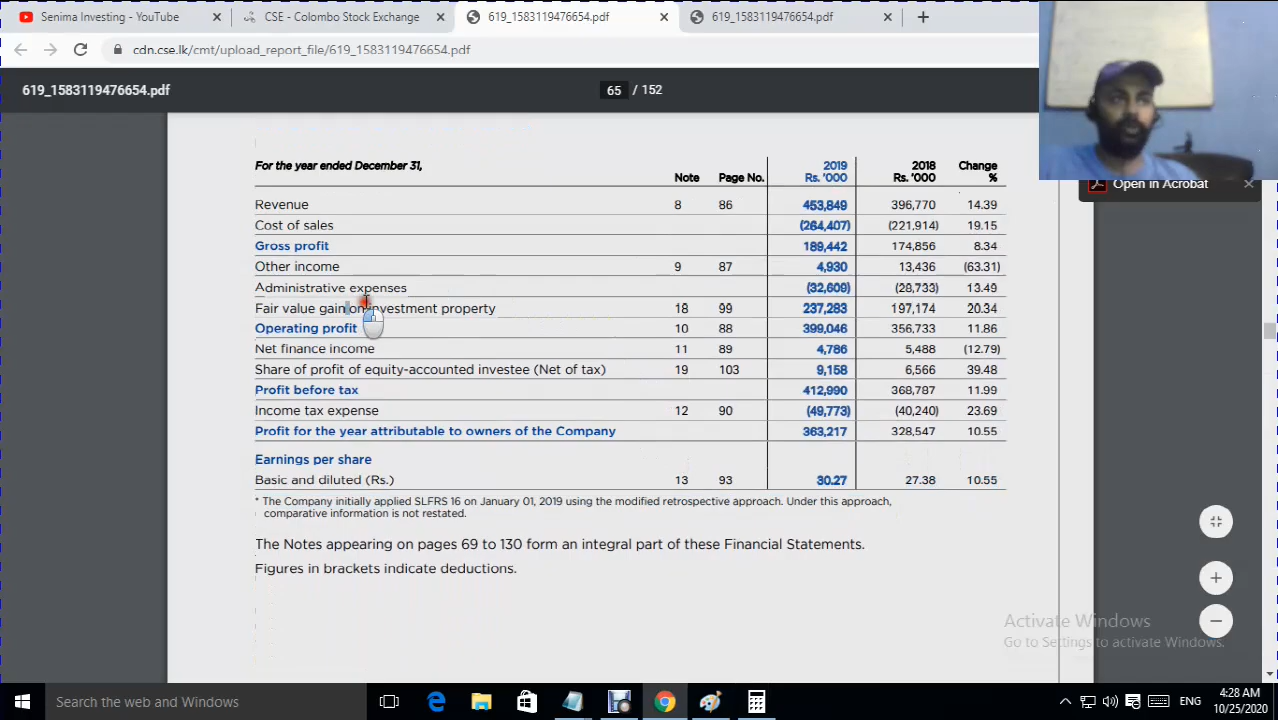 Senima Investing - YouTube
CSE - Colombo Stock Exchange
619_1583119476654.pdf
619_1583119476654.pdf
cdn.cse.lk/cmt/upload_report_file/619_1583119476654.pdf
619_1583119476654.pdf
65 / 152
Open in Acrobat
For the year ended December 31, Note Page No. 2019 Rs. '000 2018 Rs. '000 Change %
Revenue 8 86 453,849 396,770 14.39
Cost of sales (264,407) (221,914) 19.15
Gross profit 189,442 174,856 8.34
Other income 9 87 4,930 13,436 (63.31)
Administrative expenses (32,609) (28,733) 13.49
Fair value gain on investment property 18 99 237,283 197,174 20.34
Operating profit 10 88 399,046 356,733 11.86
Net finance income 11 89 4,786 5,488 (12.79)
Share of profit of equity-accounted investee (Net of tax) 19 103 9,158 6,566 39.48
Profit before tax 412,990 368,787 11.99
Income tax expense 12 90 (49,773) (40,240) 23.69
Profit for the year attributable to owners of the Company 363,217 328,547 10.55
Earnings per share
Basic and diluted (Rs.) 13 93 30.27 27.38 10.55
* The Company initially applied SLFRS 16 on January 01, 2019 using the modified retrospective approach. Under this approach,
comparative information is not restated.
The Notes appearing on pages 69 to 130 form an integral part of these Financial Statements.
Figures in brackets indicate deductions.
Activate Windows
Go to Settings to activate Windows.
Search the web and Windows
ENG
4:28 AM
10/25/2020